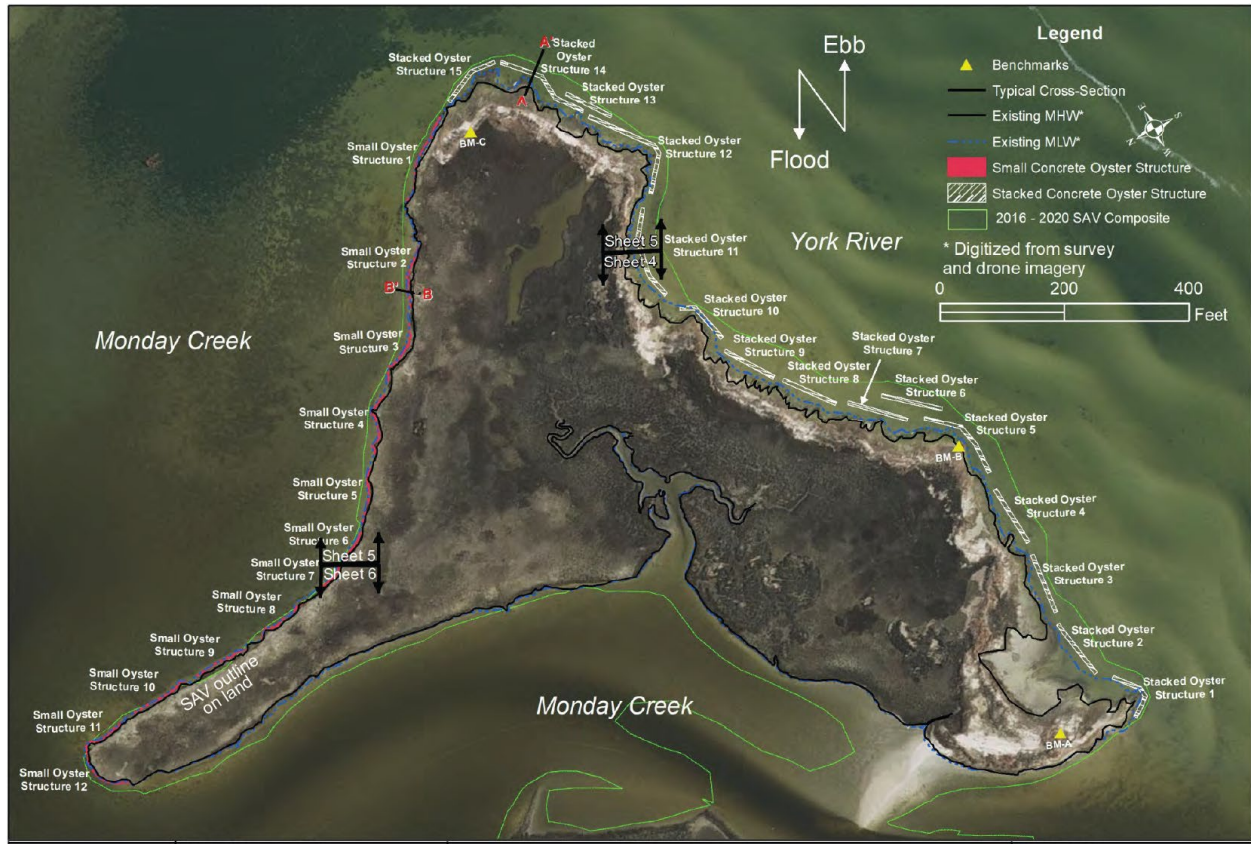 Legend
Benchmarks
Typical Cross-Section
Existing MHW*
Existing MLW*
Small Concrete Oyster Structure
Stacked Concrete Oyster Structure
2016 - 2020 SAV Composite
* Digitized from survey
and drone imagery
0
200
400
Feet
S
W
Ebb
Flood
York River
A'
Stacked
Oyster
Structure 14
Stacked Oyster
Structure 15
A
Stacked Oyster
Structure 13
Stacked Oyster
Structure 12
BM-C
Small Oyster
Structure 1
Sheet 5
Sheet 4
Stacked Oyster
Structure 11
Small Oyster
Structure 2
B'
B
Stacked Oyster
Structure 10
Monday Creek
Small Oyster
Structure 3
Stacked Oyster
Structure 9
Stacked Oyster
Structure 8
Stacked Oyster
Structure 7
Stacked Oyster
Structure 6
Small Oyster
Structure 4
Stacked Oyster
Structure 5
BM-B
Small Oyster
Structure 5
Stacked Oyster
Structure 4
Small Oyster
Structure 6
Sheet 5
Sheet 6
Small Oyster
Structure 7
Stacked Oyster
Structure 3
Small Oyster
Structure 8
Stacked Oyster
Structure 2
Small Oyster
Structure 9
Small Oyster
Structure 10
SAV outline
on land
Stacked Oyster
Structure 1
Small Oyster
Structure 11
Monday Creek
BM-A
Small Oyster
Structure 12